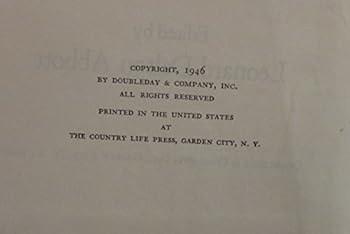 COPYRIGHT, 1946
BY DOUBLEDAY & COMPANY, INC.
ALL RIGHTS RESERVED
PRINTED IN THE UNITED STATES
AT
THE COUNTRY LIFE PRESS, GARDEN CITY, N. Y.